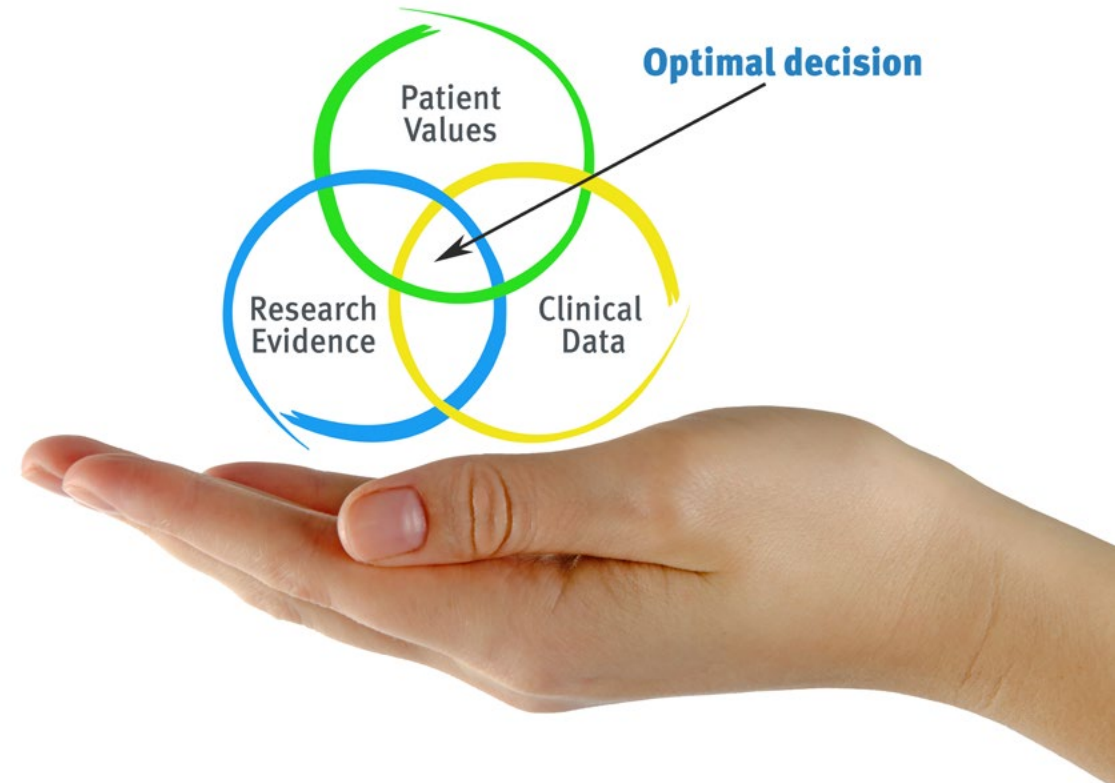 Optimal decision
Patient
Values
Research
Evidence
Clinical
Data